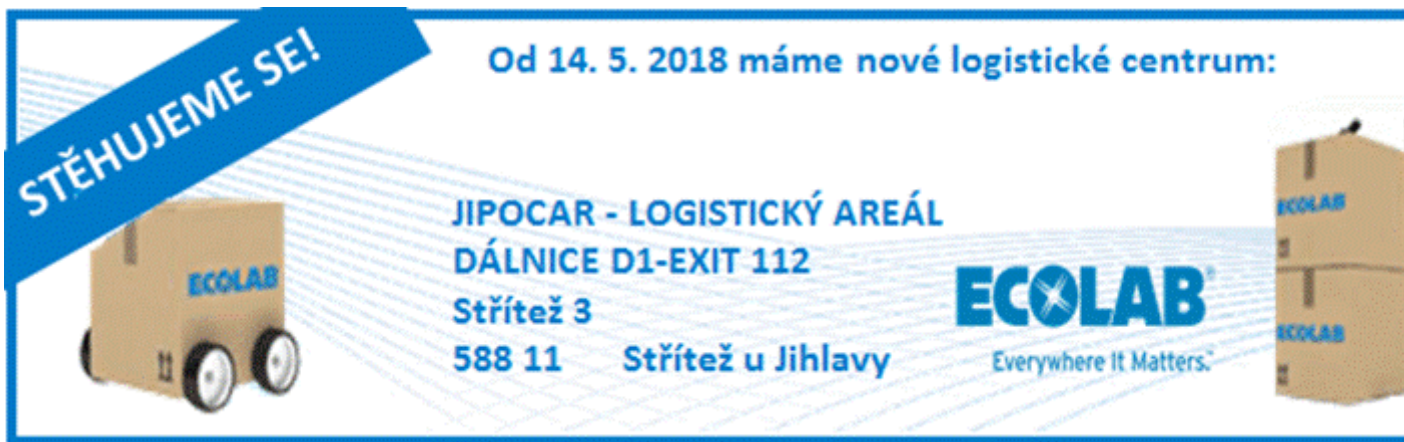 STĚHUJEME SE!
Od 14. 5. 2018 máme nové logistické centrum:
JIPOCAR - LOGISTICKÝ AREÁL
DÁLNICE D1-EXIT 112
Střítež 3
588 11 Střítež u Jihlavy
ECOLAB®
Everywhere It Matters.™
ECOLAB
ECOLAB
ECOLAB